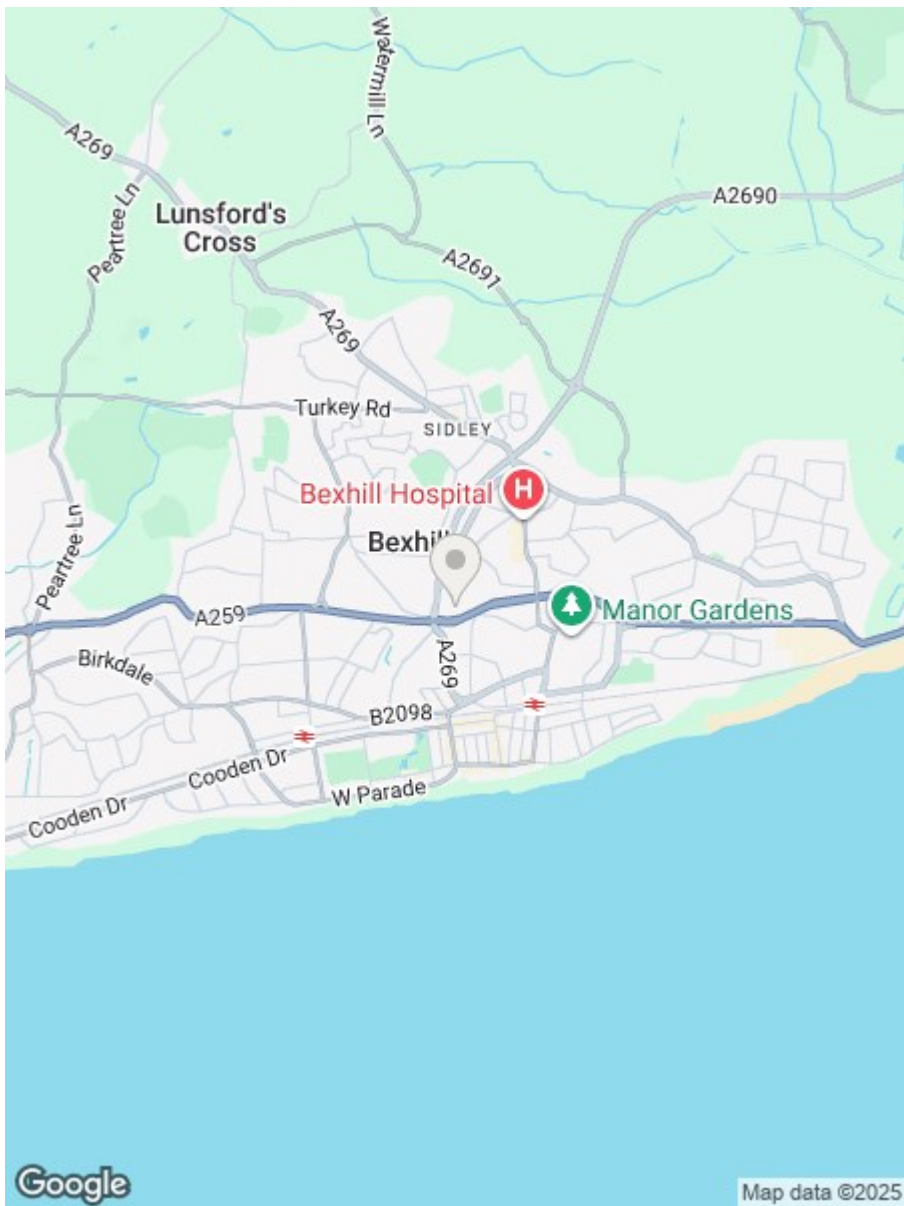 Watermill Ln
A269
Peartree Ln
Lunsford's
Cross
A2690
A2691
A269
Turkey Rd
SIDLEY
Bexhill Hospital
H
Bexhill
Peartree Ln
A259
Manor Gardens
Birkdale
A269
B2098
Cooden Dr
W Parade
Cooden Dr
Google
Map data ©2025